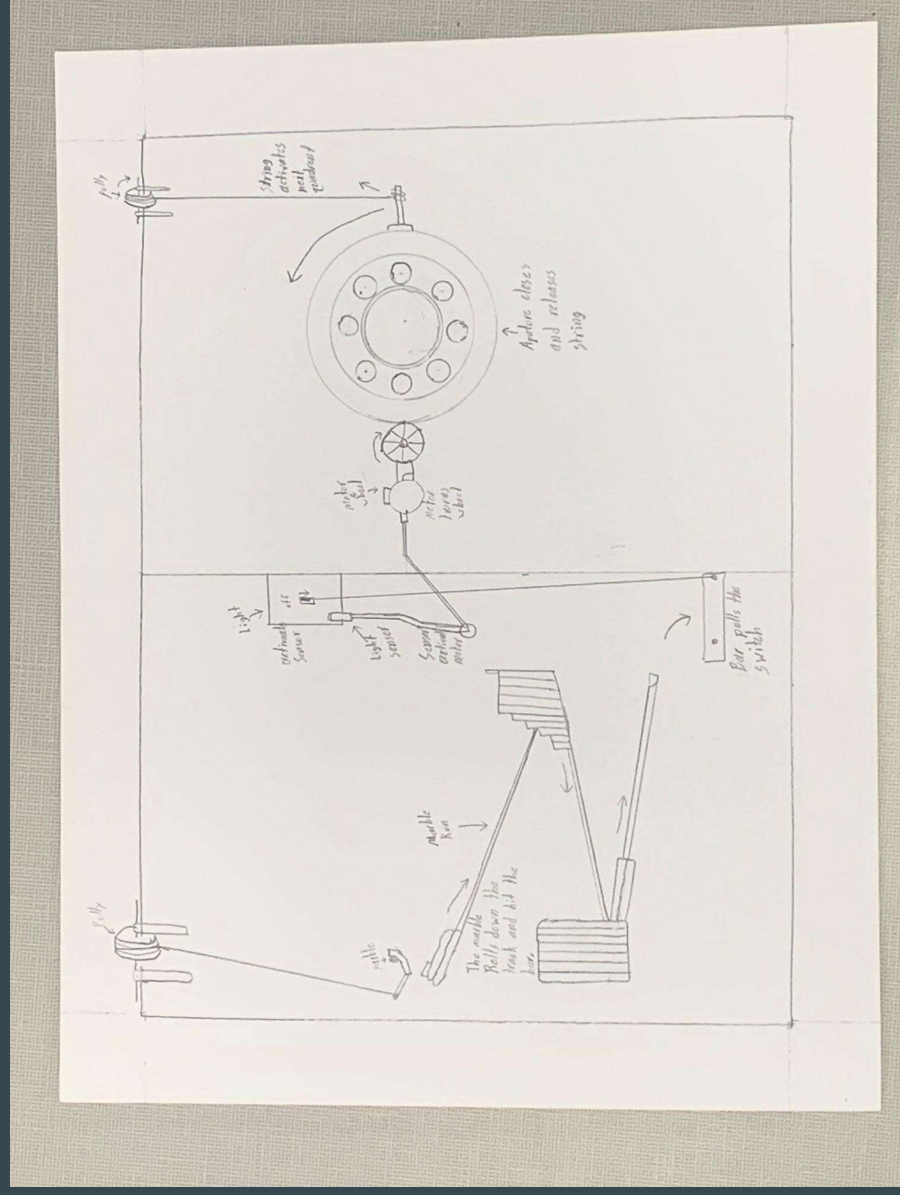 Pully
marble
Marble
Run
The marble
Rolls down the
track and hit the
bar.
Light
activate
sensor
off
Light
sensor
Sensor
activate
motor
Bar pulls the
switch
motor
&
wheel
motor
turns
wheel
Apature closes
and releases
string
String
activates
next
quadrant
Pully